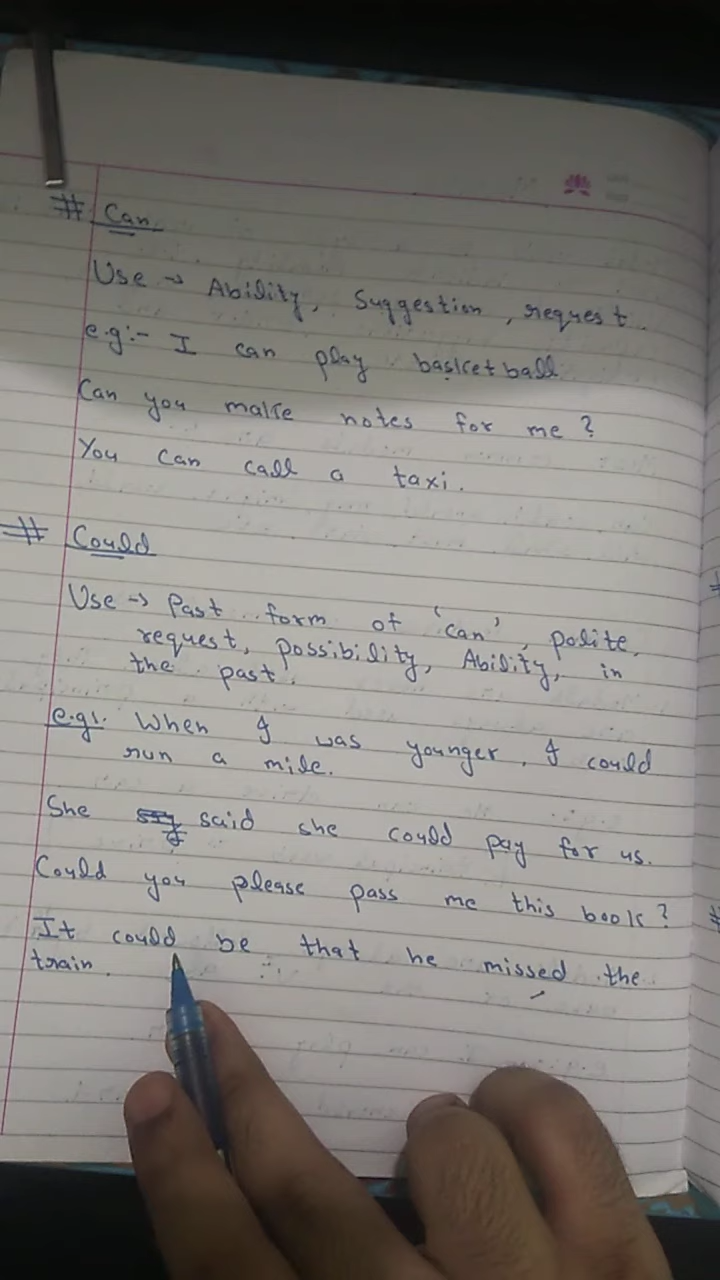 # Can
Use → Ability, Suggestion, request.
e.g:- I can play basketball
Can you make notes for me?
You can call a taxi.
# Could
Use → Past form of 'can', polite
request, possibility, Ability, in
the past.
e.g:. When I was younger, I could
run a mile.
She said she could pay for us.
Could you please pass me this book?
It could be that he missed the
train.